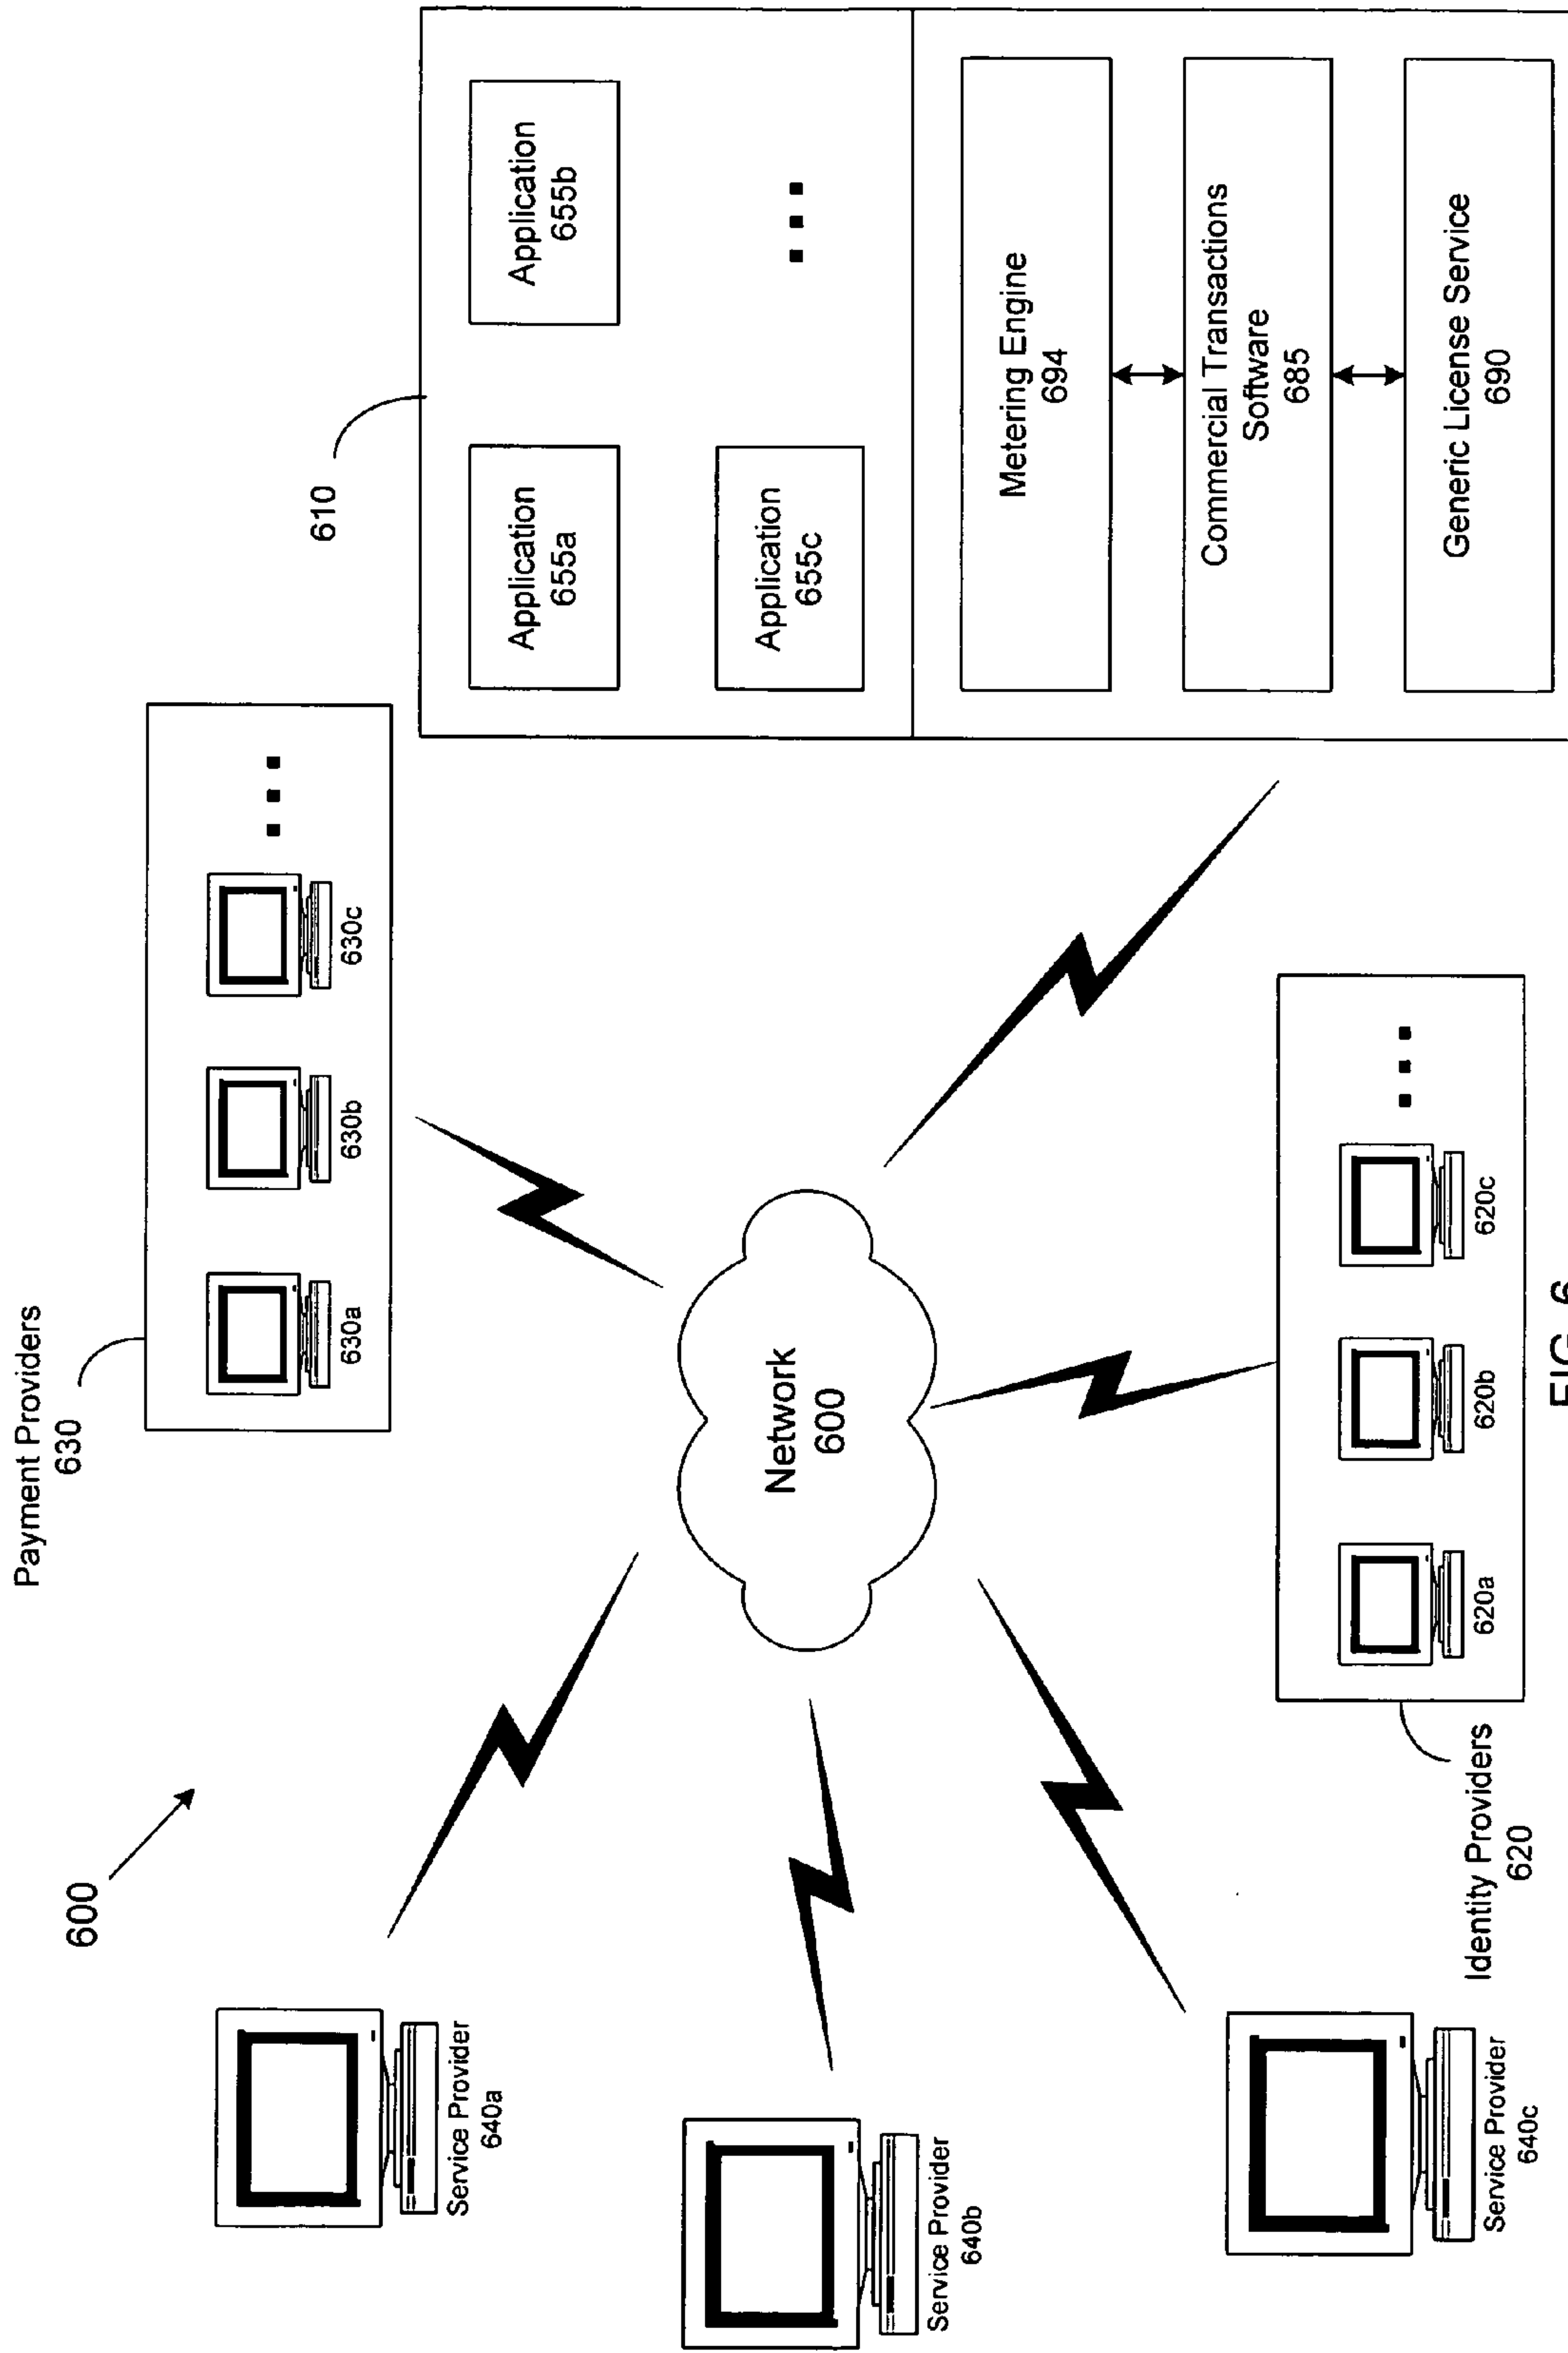 Payment Providers
630
600
630a
630b
630c
610
Service Provider
640a
Application
655a
Application
655b
Application
655c
Network
600
Service Provider
640b
Metering Engine
694
Commercial Transactions
Software
685
Generic License Service
690
Service Provider
640c
Identity Providers
620
620a
620b
620c
FIG. 6